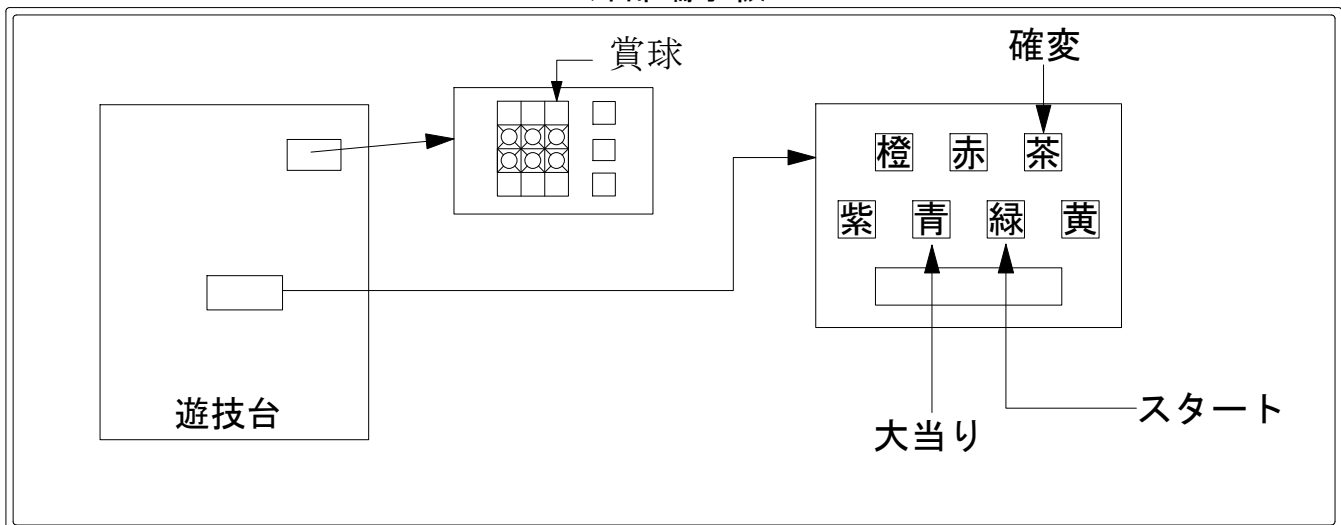 賞球
確変
橙 赤 茶
紫 青 緑 黄
遊技台
大当り
スタート